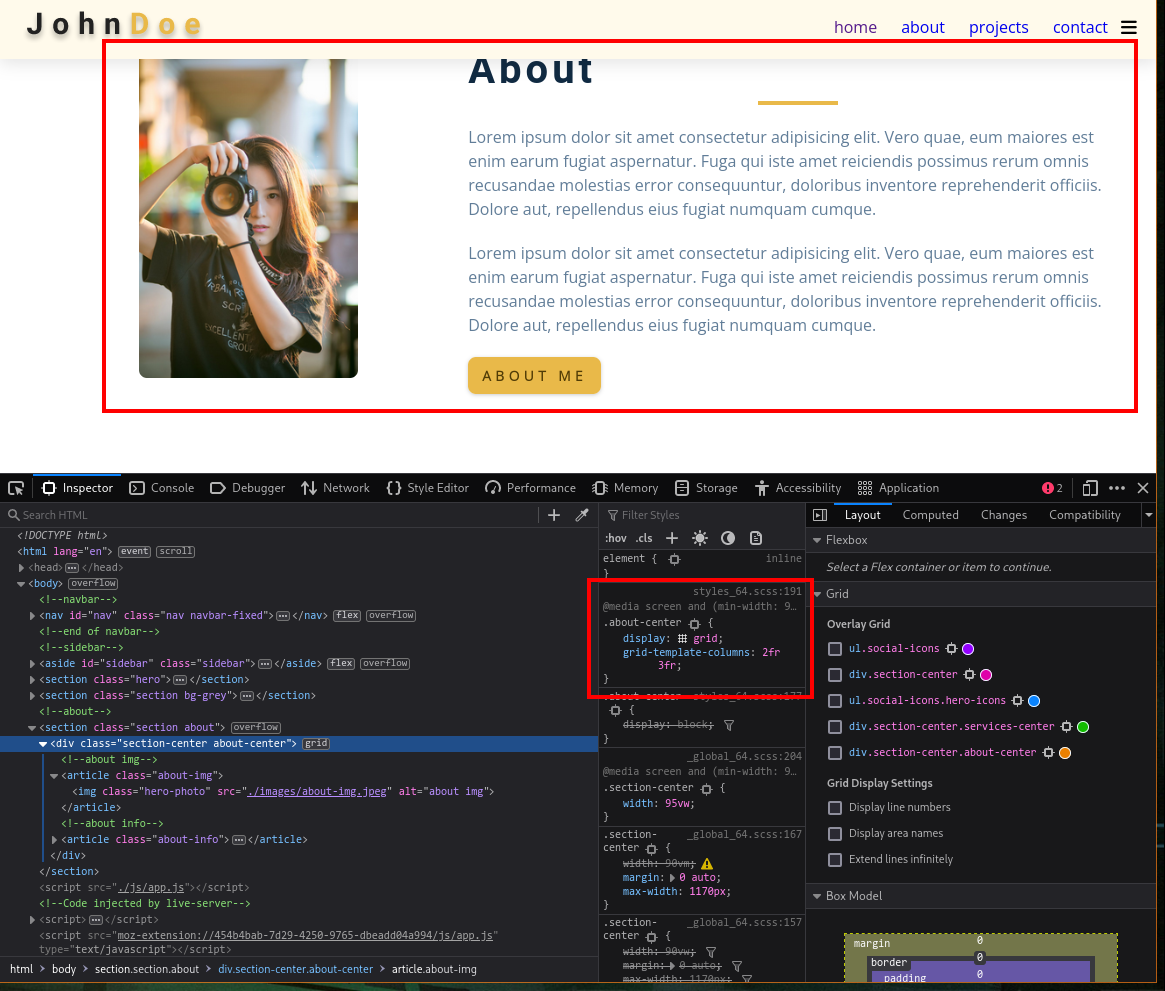 JohnDoe
home about projects contact
About
Lorem ipsum dolor sit amet consectetur adipisicing elit. Vero quae, eum maiores est
enim earum fugiat aspernatur. Fuga qui iste amet reiciendis possimus rerum omnis
recusandae molestias error consequuntur, doloribus inventore reprehenderit officiis.
Dolore aut, repellendus eius fugiat numquam cumque.
Lorem ipsum dolor sit amet consectetur adipisicing elit. Vero quae, eum maiores est
enim earum fugiat aspernatur. Fuga qui iste amet reiciendis possimus rerum omnis
recusandae molestias error consequuntur, doloribus inventore reprehenderit officiis.
Dolore aut, repellendus eius fugiat numquam cumque.
ABOUT ME
EXCELLENT
GROUP
Inspector Console Debugger Network Style Editor Performance Memory Storage Accessibility Application 2
Search HTML
<!DOCTYPE html>
<html lang="en"> event scroll
<head> </head>
<body> overflow
<!--navbar-->
<nav id="nav" class="nav navbar-fixed"> </nav> flex overflow
<!--end of navbar-->
<!--sidebar-->
<aside id="sidebar" class="sidebar"> </aside> flex overflow
<section class="hero"> </section>
<section class="section bg-grey"> </section>
<!--about-->
<section class="section about"> overflow
<div class="section-center about-center"> grid
<!--about img-->
<article class="about-img">
<img class="hero-photo" src="./images/about-img.jpeg" alt="about img">
</article>
<!--about info-->
<article class="about-info"> </article>
</div>
</section>
<script src="./js/app.js"></script>
<!--Code injected by live-server-->
<script> </script>
<script src="moz-extension://454b4bab-7d29-4250-9765-dbeadd04a994/js/app.js"
type="text/javascript"></script>
html > body > section.section.about > div.section-center.about-center > article.about-img
Filter Styles
:hov .cls
element { inline
}
styles_64.scss:191
@media screen and (min-width: 9…
.about-center {
display: grid;
grid-template-columns: 2fr
3fr;
}
.about-center styles_64.scss:177
{
display: block;
}
_global_64.scss:204
@media screen and (min-width: 9…
.section-center {
width: 95vw;
}
.section- _global_64.scss:167
center {
width: 90vm;
margin: 0 auto;
max-width: 1170px;
}
.section- _global_64.scss:157
center {
width: 90vw;
margin: 0 auto;
max-width: 1170px;
Layout Computed Changes Compatibility
Flexbox
Select a Flex container or item to continue.
Grid
Overlay Grid
ul.social-icons
div.section-center
ul.social-icons.hero-icons
div.section-center.services-center
div.section-center.about-center
Grid Display Settings
Display line numbers
Display area names
Extend lines infinitely
Box Model
margin 0
border 0
padding 0